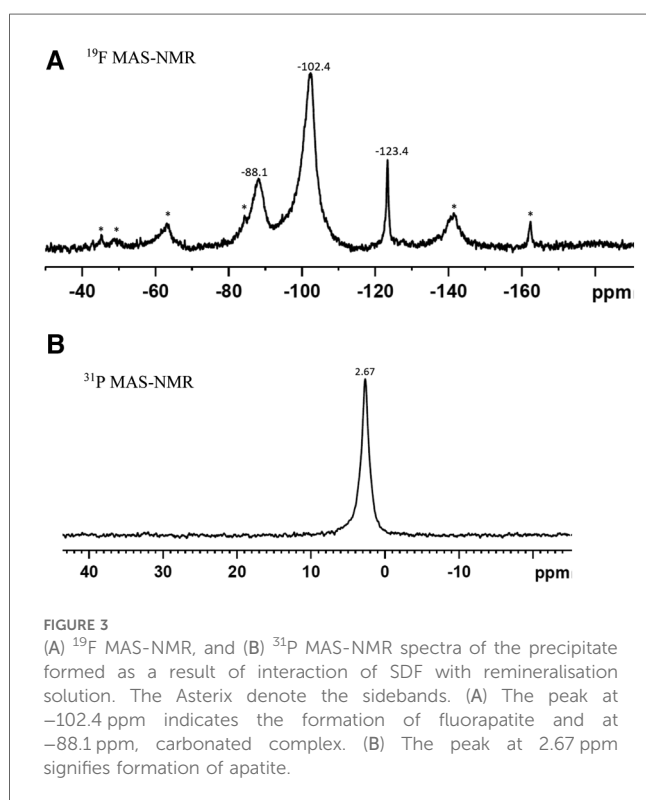 A
¹⁹F MAS-NMR
-102.4
-88.1
-123.4
* * * * * *
-40 -60 -80 -100 -120 -140 -160 ppm
B
³¹P MAS-NMR
2.67
40 30 20 10 0 -10 ppm
FIGURE 3
(A) ¹⁹F MAS-NMR, and (B) ³¹P MAS-NMR spectra of the precipitate
formed as a result of interaction of SDF with remineralisation
solution. The Asterix denote the sidebands. (A) The peak at
−102.4 ppm indicates the formation of fluorapatite and at
−88.1 ppm, carbonated complex. (B) The peak at 2.67 ppm
signifies formation of apatite.